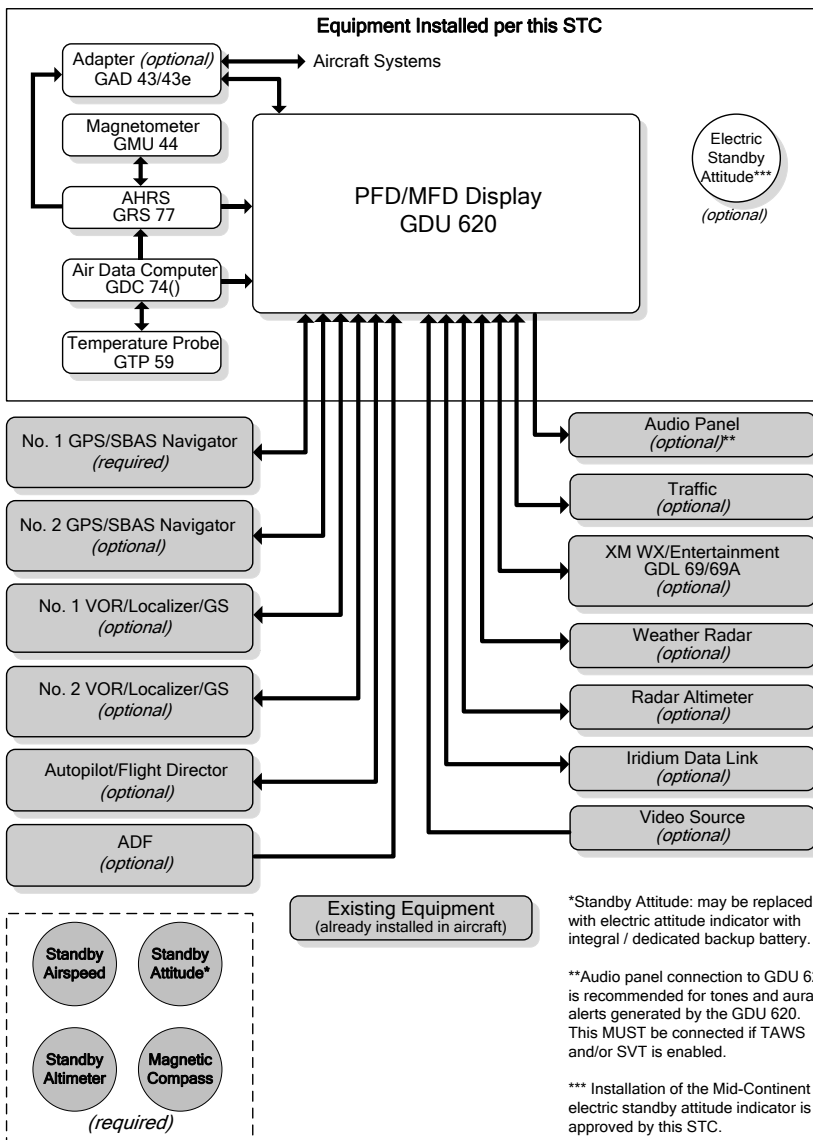 Equipment Installed per this STC
Adapter (optional)
GAD 43/43e
Aircraft Systems
Magnetometer
GMU 44
AHRS
GRS 77
Air Data Computer
GDC 74()
Temperature Probe
GTP 59
PFD/MFD Display
GDU 620
Electric
Standby
Attitude***
(optional)
No. 1 GPS/SBAS Navigator
(required)
No. 2 GPS/SBAS Navigator
(optional)
No. 1 VOR/Localizer/GS
(optional)
No. 2 VOR/Localizer/GS
(optional)
Autopilot/Flight Director
(optional)
ADF
(optional)
Audio Panel
(optional)**
Traffic
(optional)
XM WX/Entertainment
GDL 69/69A
(optional)
Weather Radar
(optional)
Radar Altimeter
(optional)
Iridium Data Link
(optional)
Video Source
(optional)
Existing Equipment
(already installed in aircraft)
Standby
Airspeed
Standby
Attitude*
Standby
Altimeter
Magnetic
Compass
(required)
*Standby Attitude: may be replaced
with electric attitude indicator with
integral / dedicated backup battery.
**Audio panel connection to GDU
is recommended for tones and
alerts generated by the GDU 620.
This MUST be connected if TAWS
and/or SVT is enabled.
*** Installation of the Mid-Continent
electric standby attitude indicator is
approved by this STC.